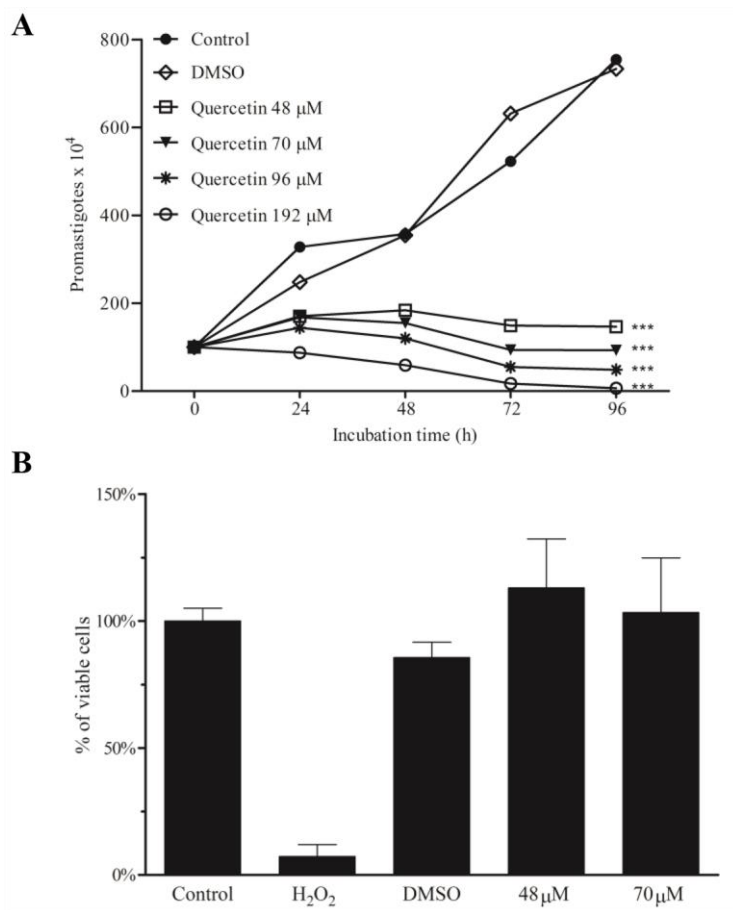 A
800
600
400
200
0
Promastigotes x 10⁴
Control
DMSO
Quercetin 48 μM
Quercetin 70 μM
Quercetin 96 μM
Quercetin 192 μM
***
***
***
***
0 24 48 72 96
Incubation time (h)
B
150%
100%
50%
0%
% of viable cells
Control H₂O₂ DMSO 48μM 70μM